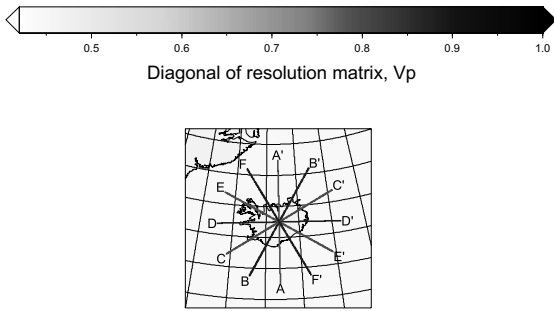 0.5 0.6 0.7 0.8 0.9 1.0
Diagonal of resolution matrix, Vp
A'
F B'
E C'
D D'
C E'
B F'
A